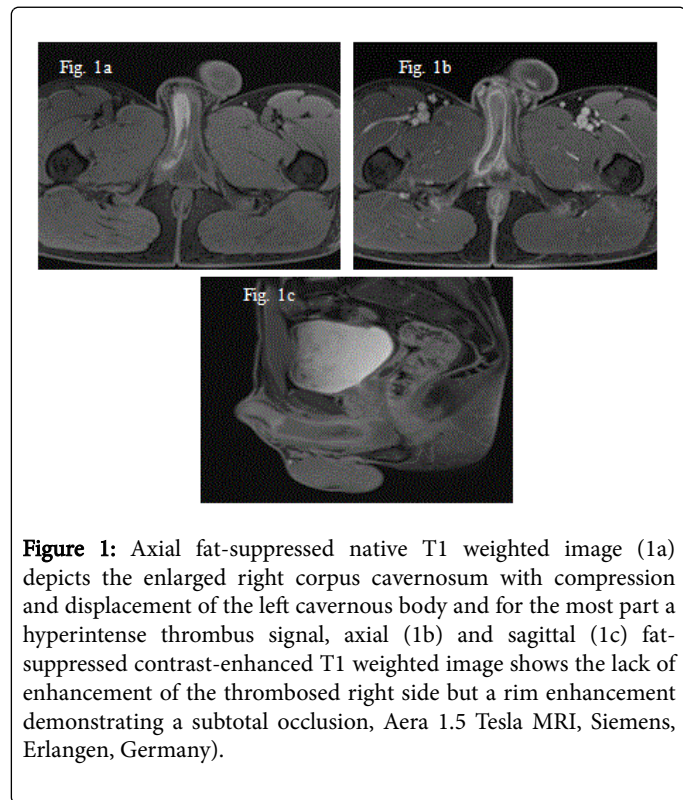 Fig. 1a
Fig. 1b
Fig. 1c
Figure 1: Axial fat-suppressed native T1 weighted image (1a)
depicts the enlarged right corpus cavernosum with compression
and displacement of the left cavernous body and for the most part a
hyperintense thrombus signal, axial (1b) and sagittal (1c) fat-
suppressed contrast-enhanced T1 weighted image shows the lack of
enhancement of the thrombosed right side but a rim enhancement
demonstrating a subtotal occlusion, Aera 1.5 Tesla MRI, Siemens,
Erlangen, Germany).